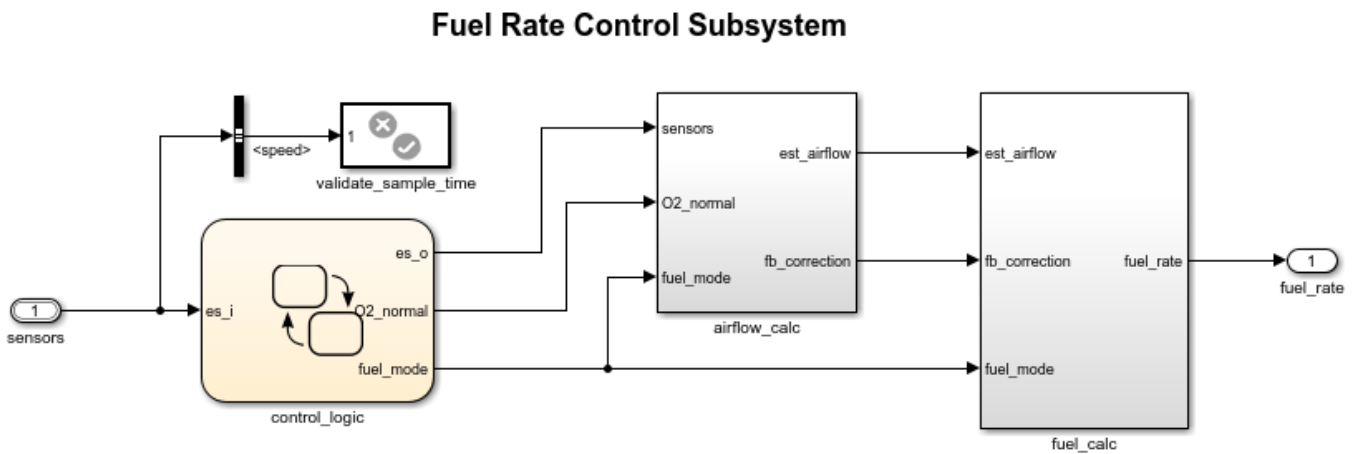 Fuel Rate Control Subsystem
<speed>
1
validate_sample_time
1
sensors
es_i
es_o
O2_normal
fuel_mode
control_logic
sensors
O2_normal
fuel_mode
est_airflow
fb_correction
airflow_calc
est_airflow
fb_correction
fuel_mode
fuel_rate
fuel_calc
1
fuel_rate